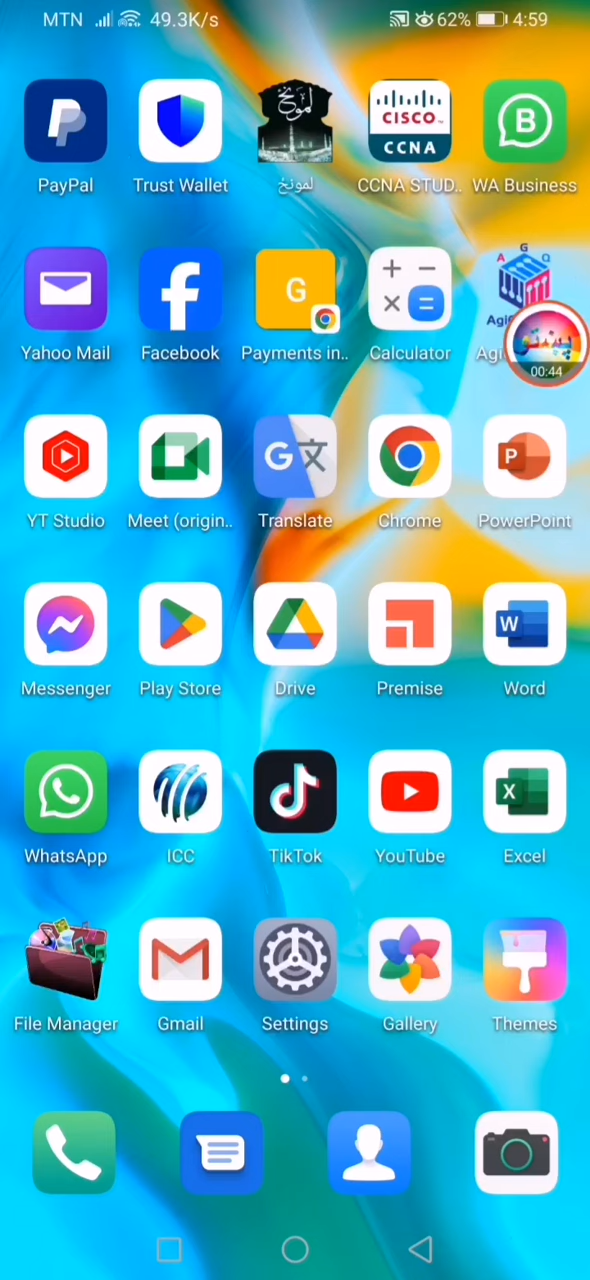 MTN 49.3K/s 62% 4:59
CISCO
CCNA
PayPal
Trust Wallet
لمونځ
CCNA STUD..
WA Business
G
A G Q
Yahoo Mail
Facebook
Payments in..
Calculator
00:44
YT Studio
Meet (origin..
Translate
Chrome
PowerPoint
Messenger
Play Store
Drive
Premise
Word
WhatsApp
ICC
TikTok
YouTube
Excel
File Manager
Gmail
Settings
Gallery
Themes